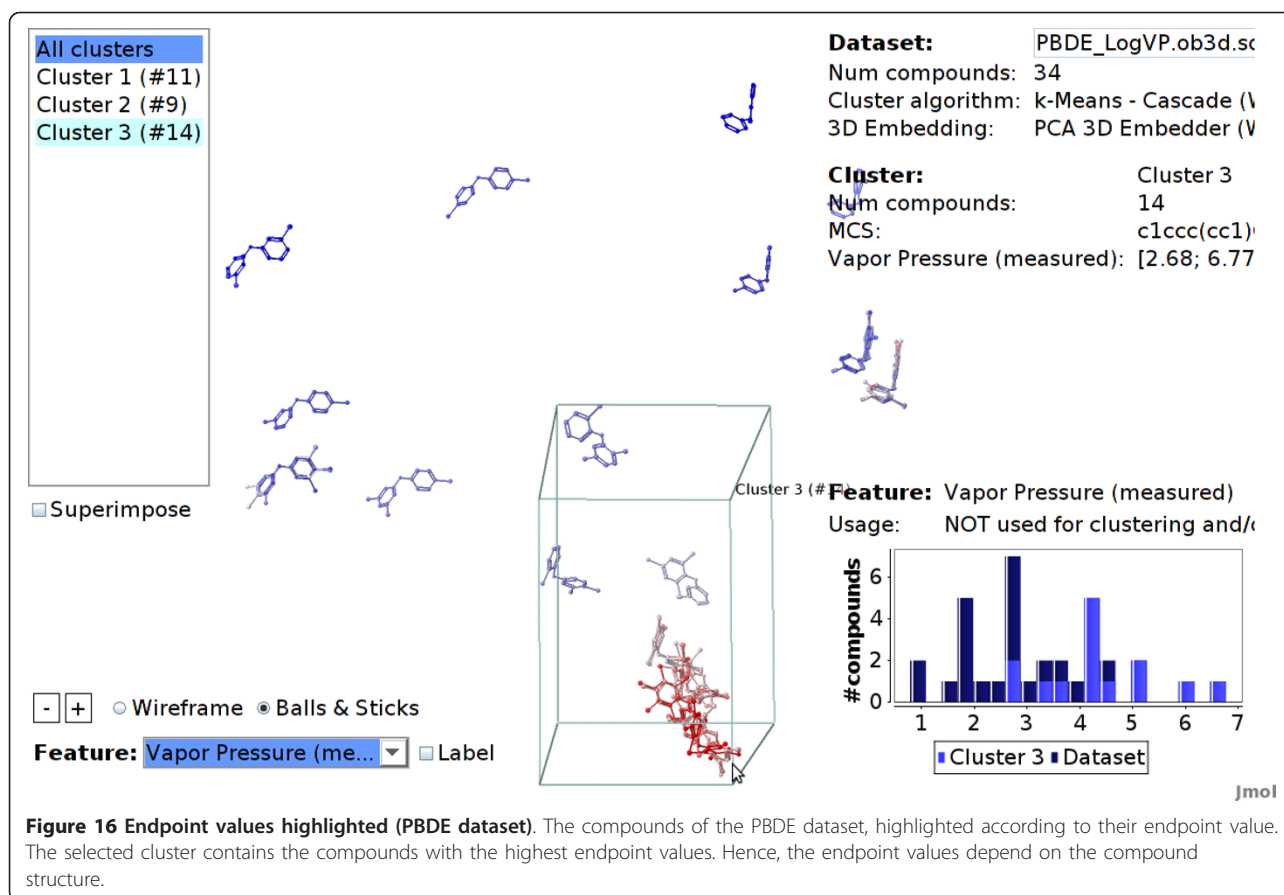 All clusters
Cluster 1 (#11)
Cluster 2 (#9)
Cluster 3 (#14)
Superimpose
- + Wireframe Balls & Sticks
Feature: Vapor Pressure (me... Label
Dataset: PBDE_LogVP.ob3d.sc
Num compounds: 34
Cluster algorithm: k-Means - Cascade (W
3D Embedding: PCA 3D Embedder (W
Cluster: Cluster 3
Num compounds: 14
MCS: c1ccc(cc1)
Vapor Pressure (measured): [2.68; 6.77
Cluster 3 (#
Feature: Vapor Pressure (measured)
Usage: NOT used for clustering and/
#compounds
6
4
2
0
1 2 3 4 5 6 7
Cluster 3 Dataset
Jmol
Figure 16 Endpoint values highlighted (PBDE dataset). The compounds of the PBDE dataset, highlighted according to their endpoint value.
The selected cluster contains the compounds with the highest endpoint values. Hence, the endpoint values depend on the compound
structure.